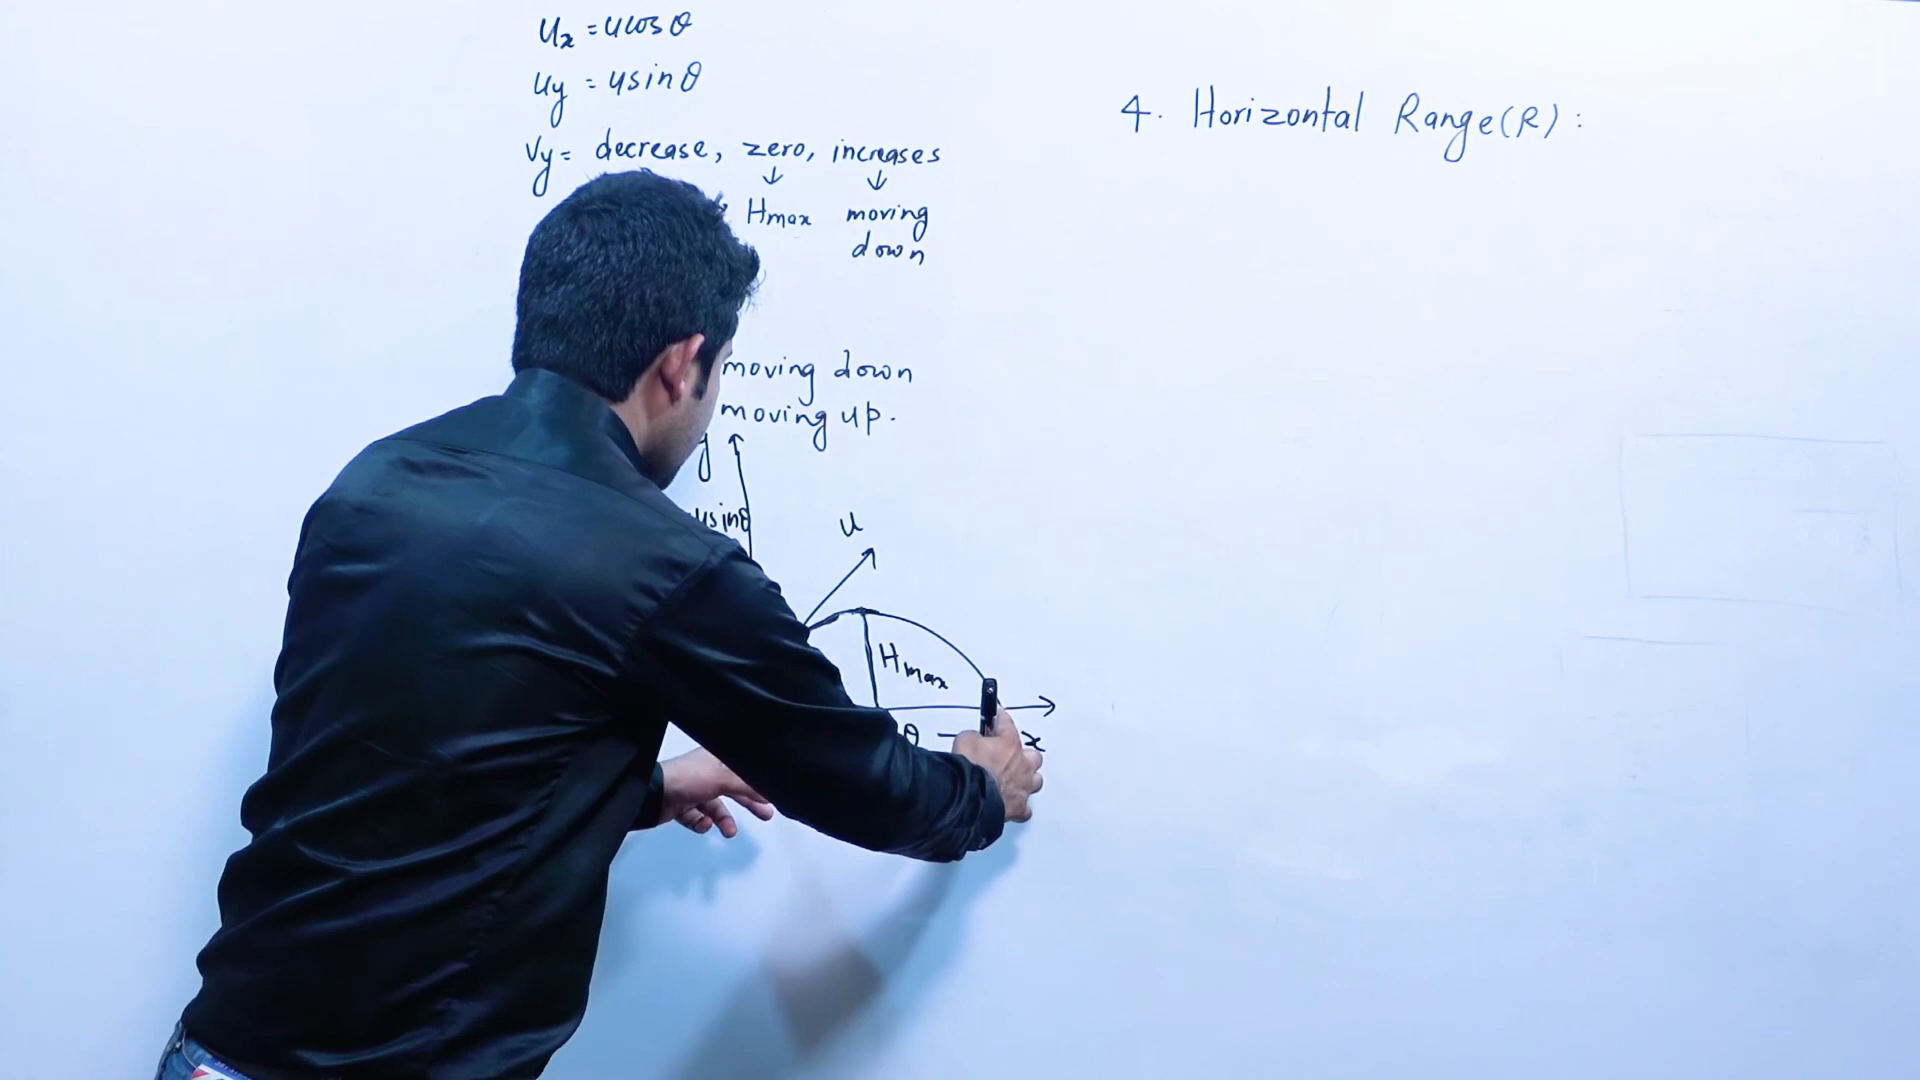 ux = ucosθ
uy = usinθ
vy = decrease, zero, increases
↓ ↓
Hmax moving
down
4. Horizontal Range(R) :
moving down
moving up.
y
usinθ
u
Hmax
θ
x